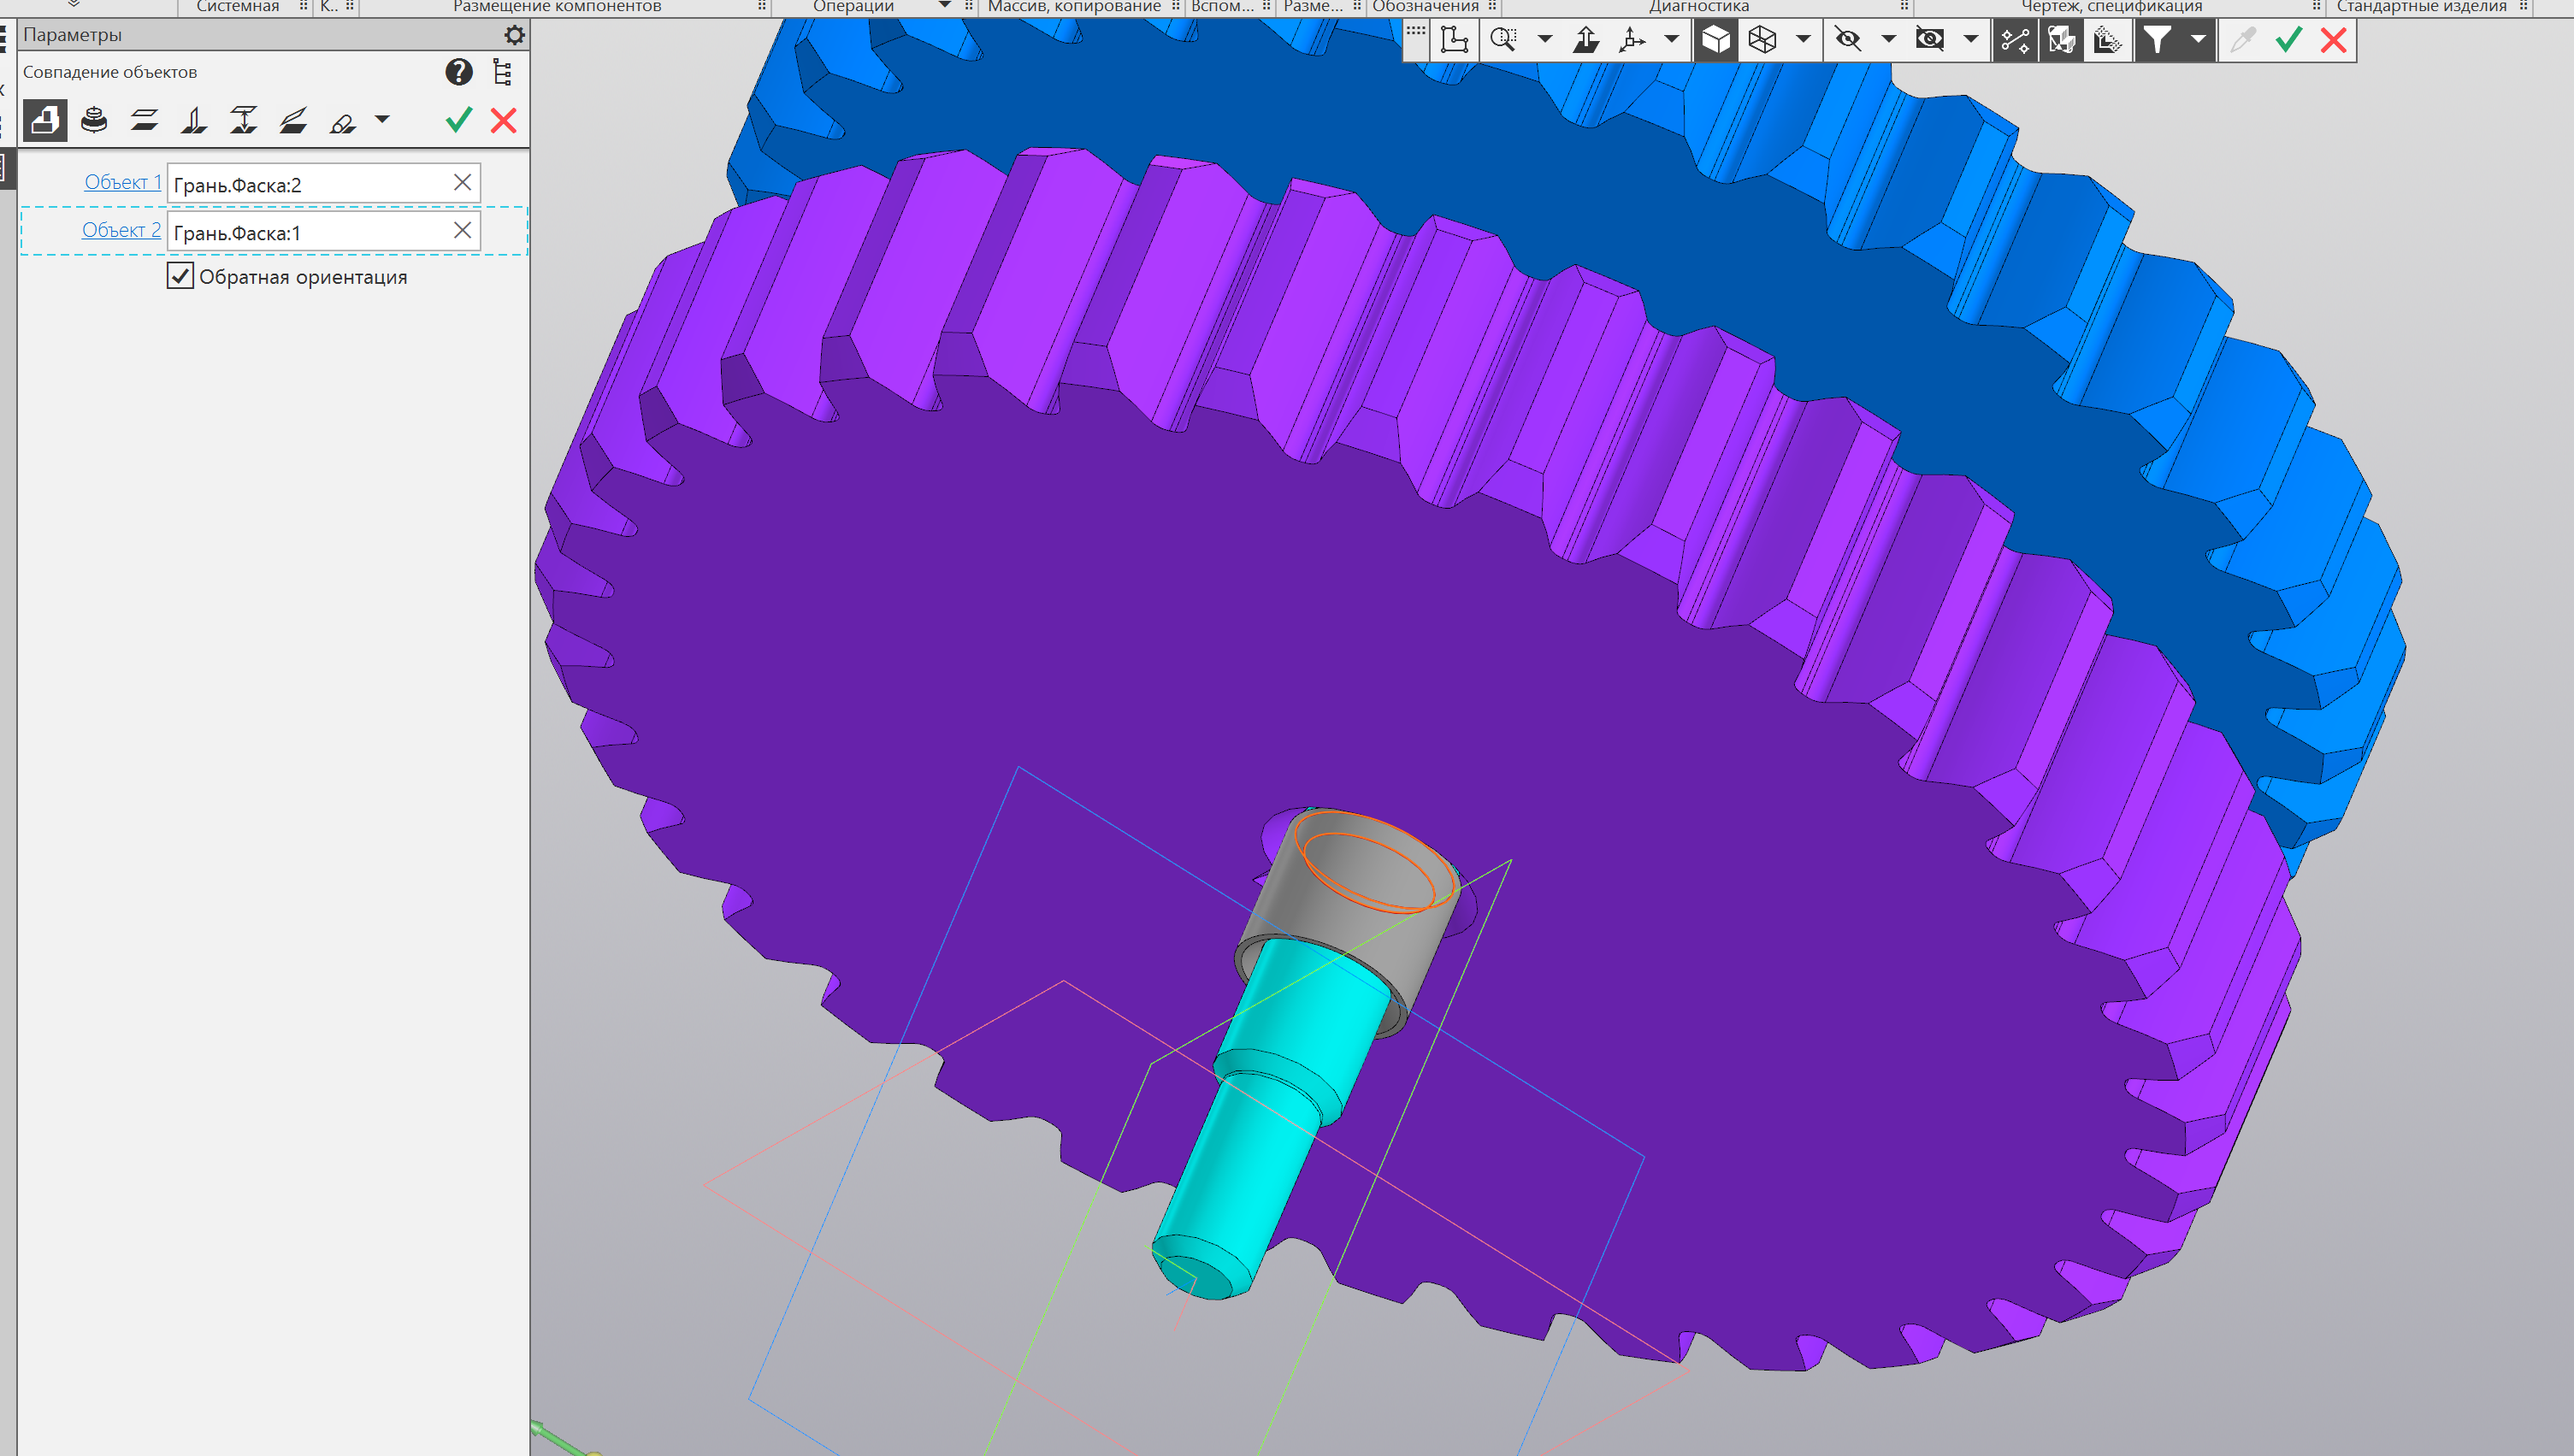 Системная К.. Размещение компонентов Операции Массив, копирование Вспом... Разме... Обозначения Диагностика Чертеж, спецификация Стандартные изделия
Параметры
Совпадение объектов
?
Объект 1 Грань.Фаска:2
Объект 2 Грань.Фаска:1
Обратная ориентация